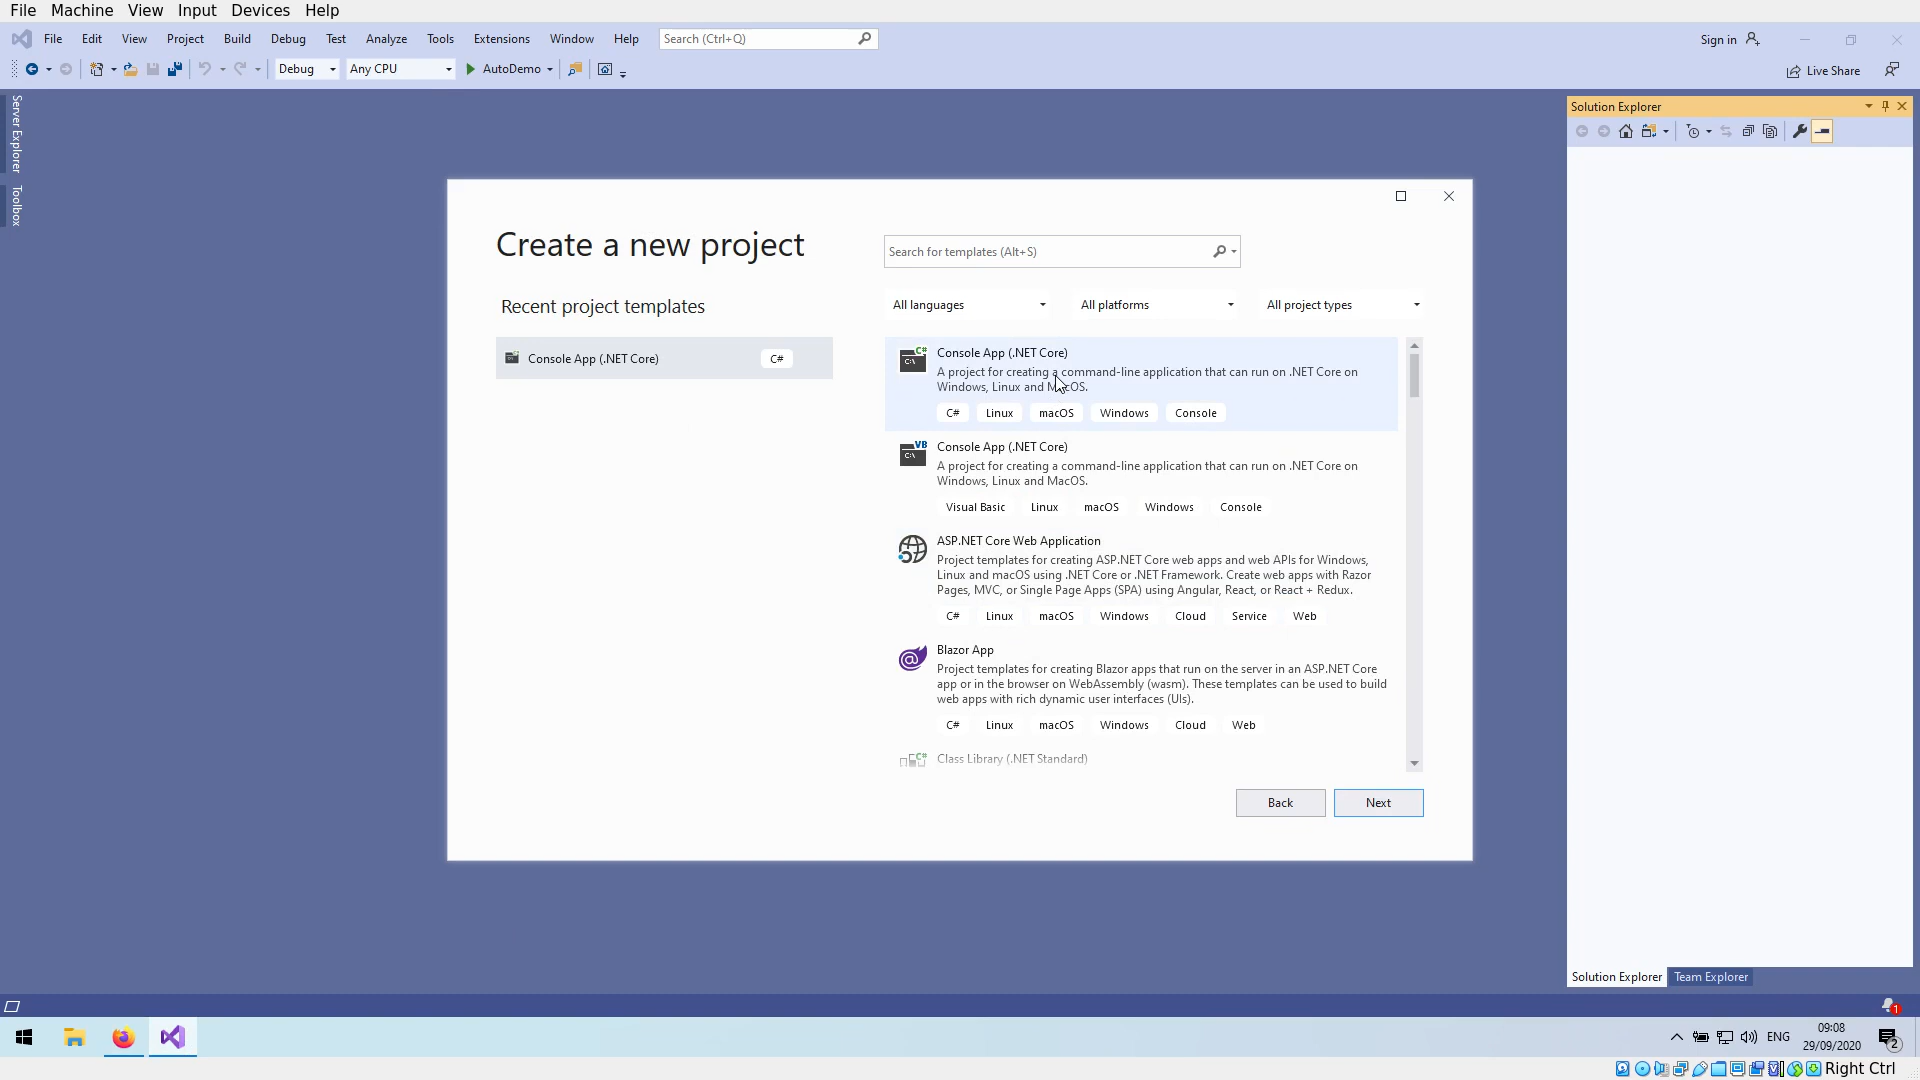 File Machine View Input Devices Help
File Edit View Project Build Debug Test Analyze Tools Extensions Window Help Search (Ctrl+Q) Sign in
Debug Any CPU AutoDemo Live Share
Server Explorer
Toolbox
Solution Explorer
Create a new project
Search for templates (Alt+S)
Recent project templates
All languages All platforms All project types
Console App (.NET Core) C#
Console App (.NET Core)
A project for creating a command-line application that can run on .NET Core on
Windows, Linux and MacOS.
C# Linux macOS Windows Console
Console App (.NET Core)
A project for creating a command-line application that can run on .NET Core on
Windows, Linux and MacOS.
Visual Basic Linux macOS Windows Console
ASP.NET Core Web Application
Project templates for creating ASP.NET Core web apps and web APIs for Windows,
Linux and macOS using .NET Core or .NET Framework. Create web apps with Razor
Pages, MVC, or Single Page Apps (SPA) using Angular, React, or React + Redux.
C# Linux macOS Windows Cloud Service Web
Blazor App
Project templates for creating Blazor apps that run on the server in an ASP.NET Core
app or in the browser on WebAssembly (wasm). These templates can be used to build
web apps with rich dynamic user interfaces (UIs).
C# Linux macOS Windows Cloud Web
Class Library (.NET Standard)
Back Next
Solution Explorer Team Explorer
1
ENG 09:08
29/09/2020
2
Right Ctrl